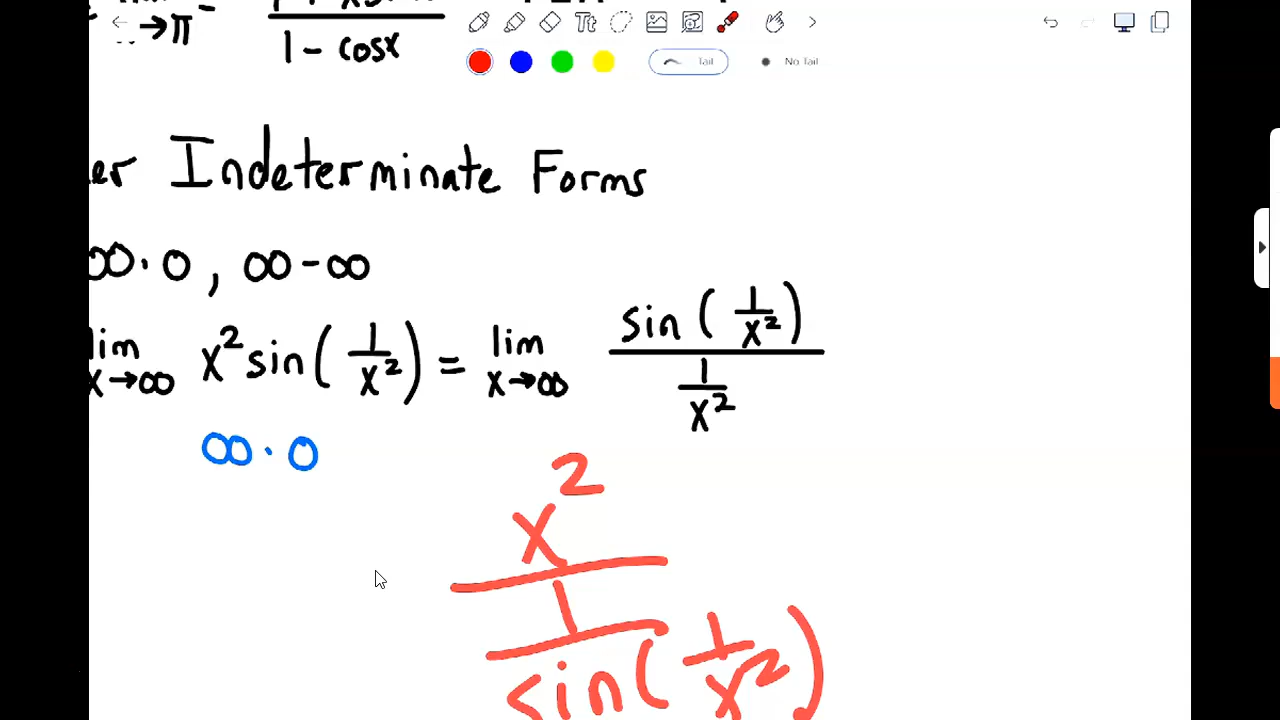 →π
1 - cosx
Tail
No Tail
Indeterminate Forms
∞·0, ∞-∞
lim x→∞ x² sin(1/x²) = lim x→∞ sin(1/x²) / (1/x²)
∞·0
x² / (1 / sin(1/x²))